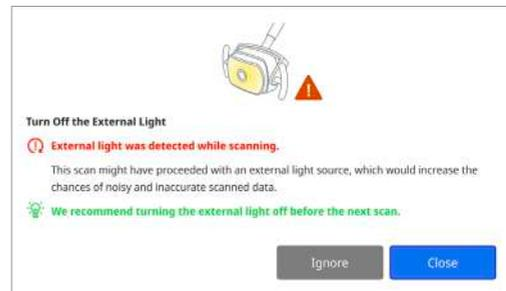 Turn Off the External Light
External light was detected while scanning.
This scan might have proceeded with an external light source, which would increase the
chances of noisy and inaccurate scanned data.
We recommend turning the external light off before the next scan.
Ignore
Close